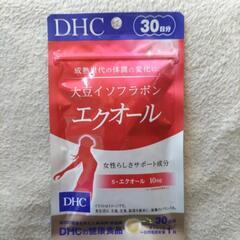 DHC
30日分
成熟世代の体調の変化に
大豆イソフラボン
エクオール
女性らしさサポート成分
S-エクオール 10mg
DHC
30日分
DHCの健康食品